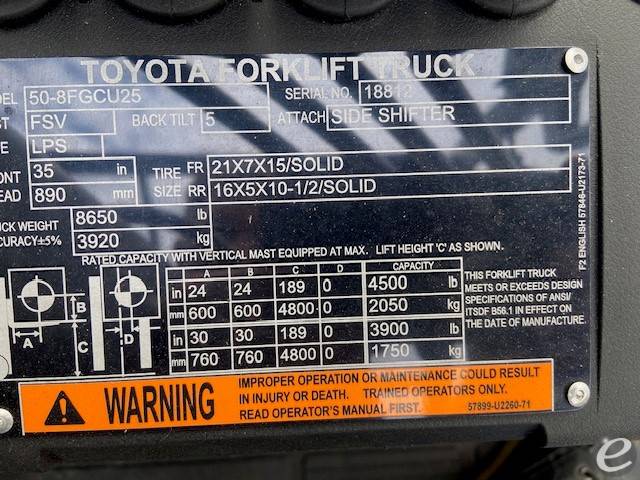 TOYOTA FORKLIFT TRUCK
50-8FGCU25 SERIAL NO. 18812
FSV BACK TILT 5 ATTACH SIDE SHIFTER
LPS
35 in TIRE FR 21X7X15/SOLID
890 mm SIZE RR 16X5X10-1/2/SOLID
WEIGHT 8650 lb
±5% 3920 kg
RATED CAPACITY WITH VERTICAL MAST EQUIPPED AT MAX. LIFT HEIGHT 'C' AS SHOWN.
A B C D CAPACITY
in 24 24 189 0 4500 lb
mm 600 600 4800 0 2050 kg
in 30 30 189 0 3900 lb
mm 760 760 4800 0 1750 kg
A B C D
THIS FORKLIFT TRUCK
MEETS OR EXCEEDS DESIGN
SPECIFICATIONS OF ANSI/
ITSDF B56.1 IN EFFECT ON
THE DATE OF MANUFACTURE.
F2 ENGLISH 57846-U2173-71
WARNING
IMPROPER OPERATION OR MAINTENANCE COULD RESULT
IN INJURY OR DEATH. TRAINED OPERATORS ONLY.
READ OPERATOR'S MANUAL FIRST. 57899-U2260-71
e